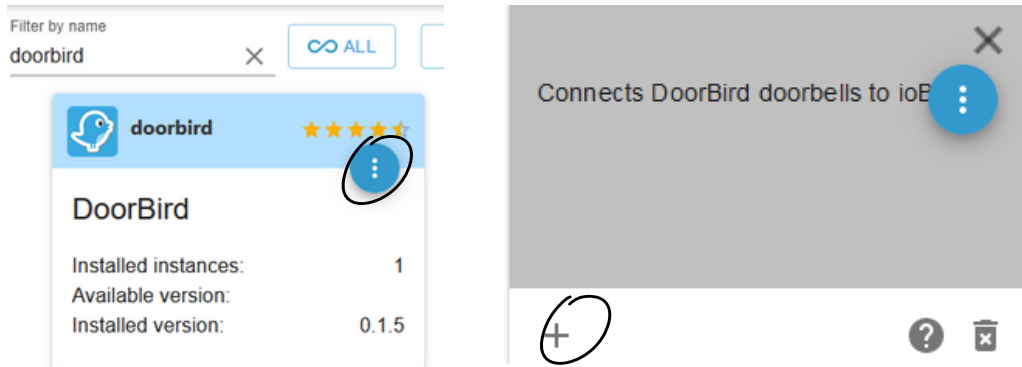 Filter by name
doorbird
ALL
doorbird
DoorBird
Installed instances: 1
Available version:
Installed version: 0.1.5
Connects DoorBird doorbells to ioB